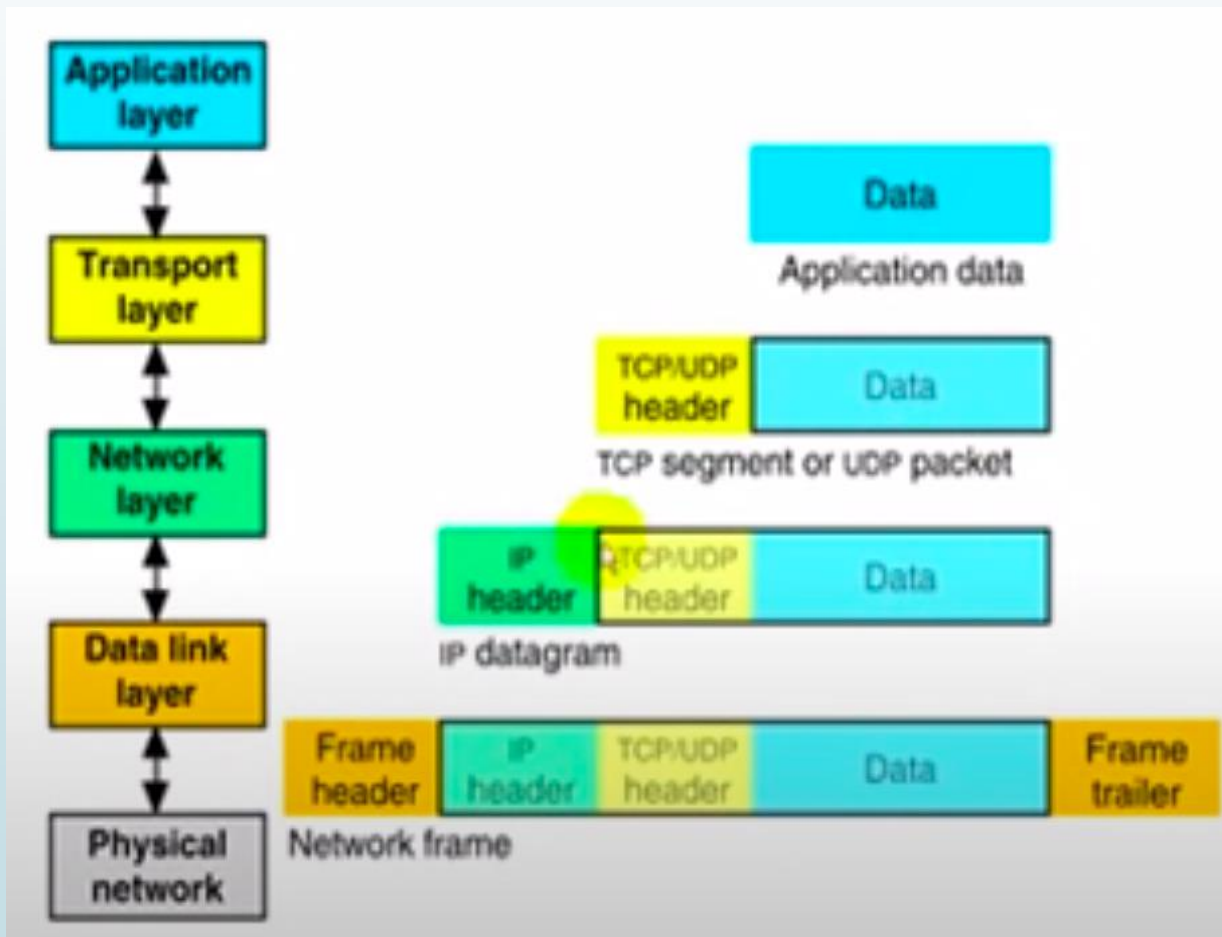 Application
layer
Data
Application data
Transport
layer
TCP/UDP
header
Data
TCP segment or UDP packet
Network
layer
IP
header
TCP/UDP
header
Data
IP datagram
Data link
layer
Frame
header
IP
header
TCP/UDP
header
Data
Frame
trailer
Network frame
Physical
network